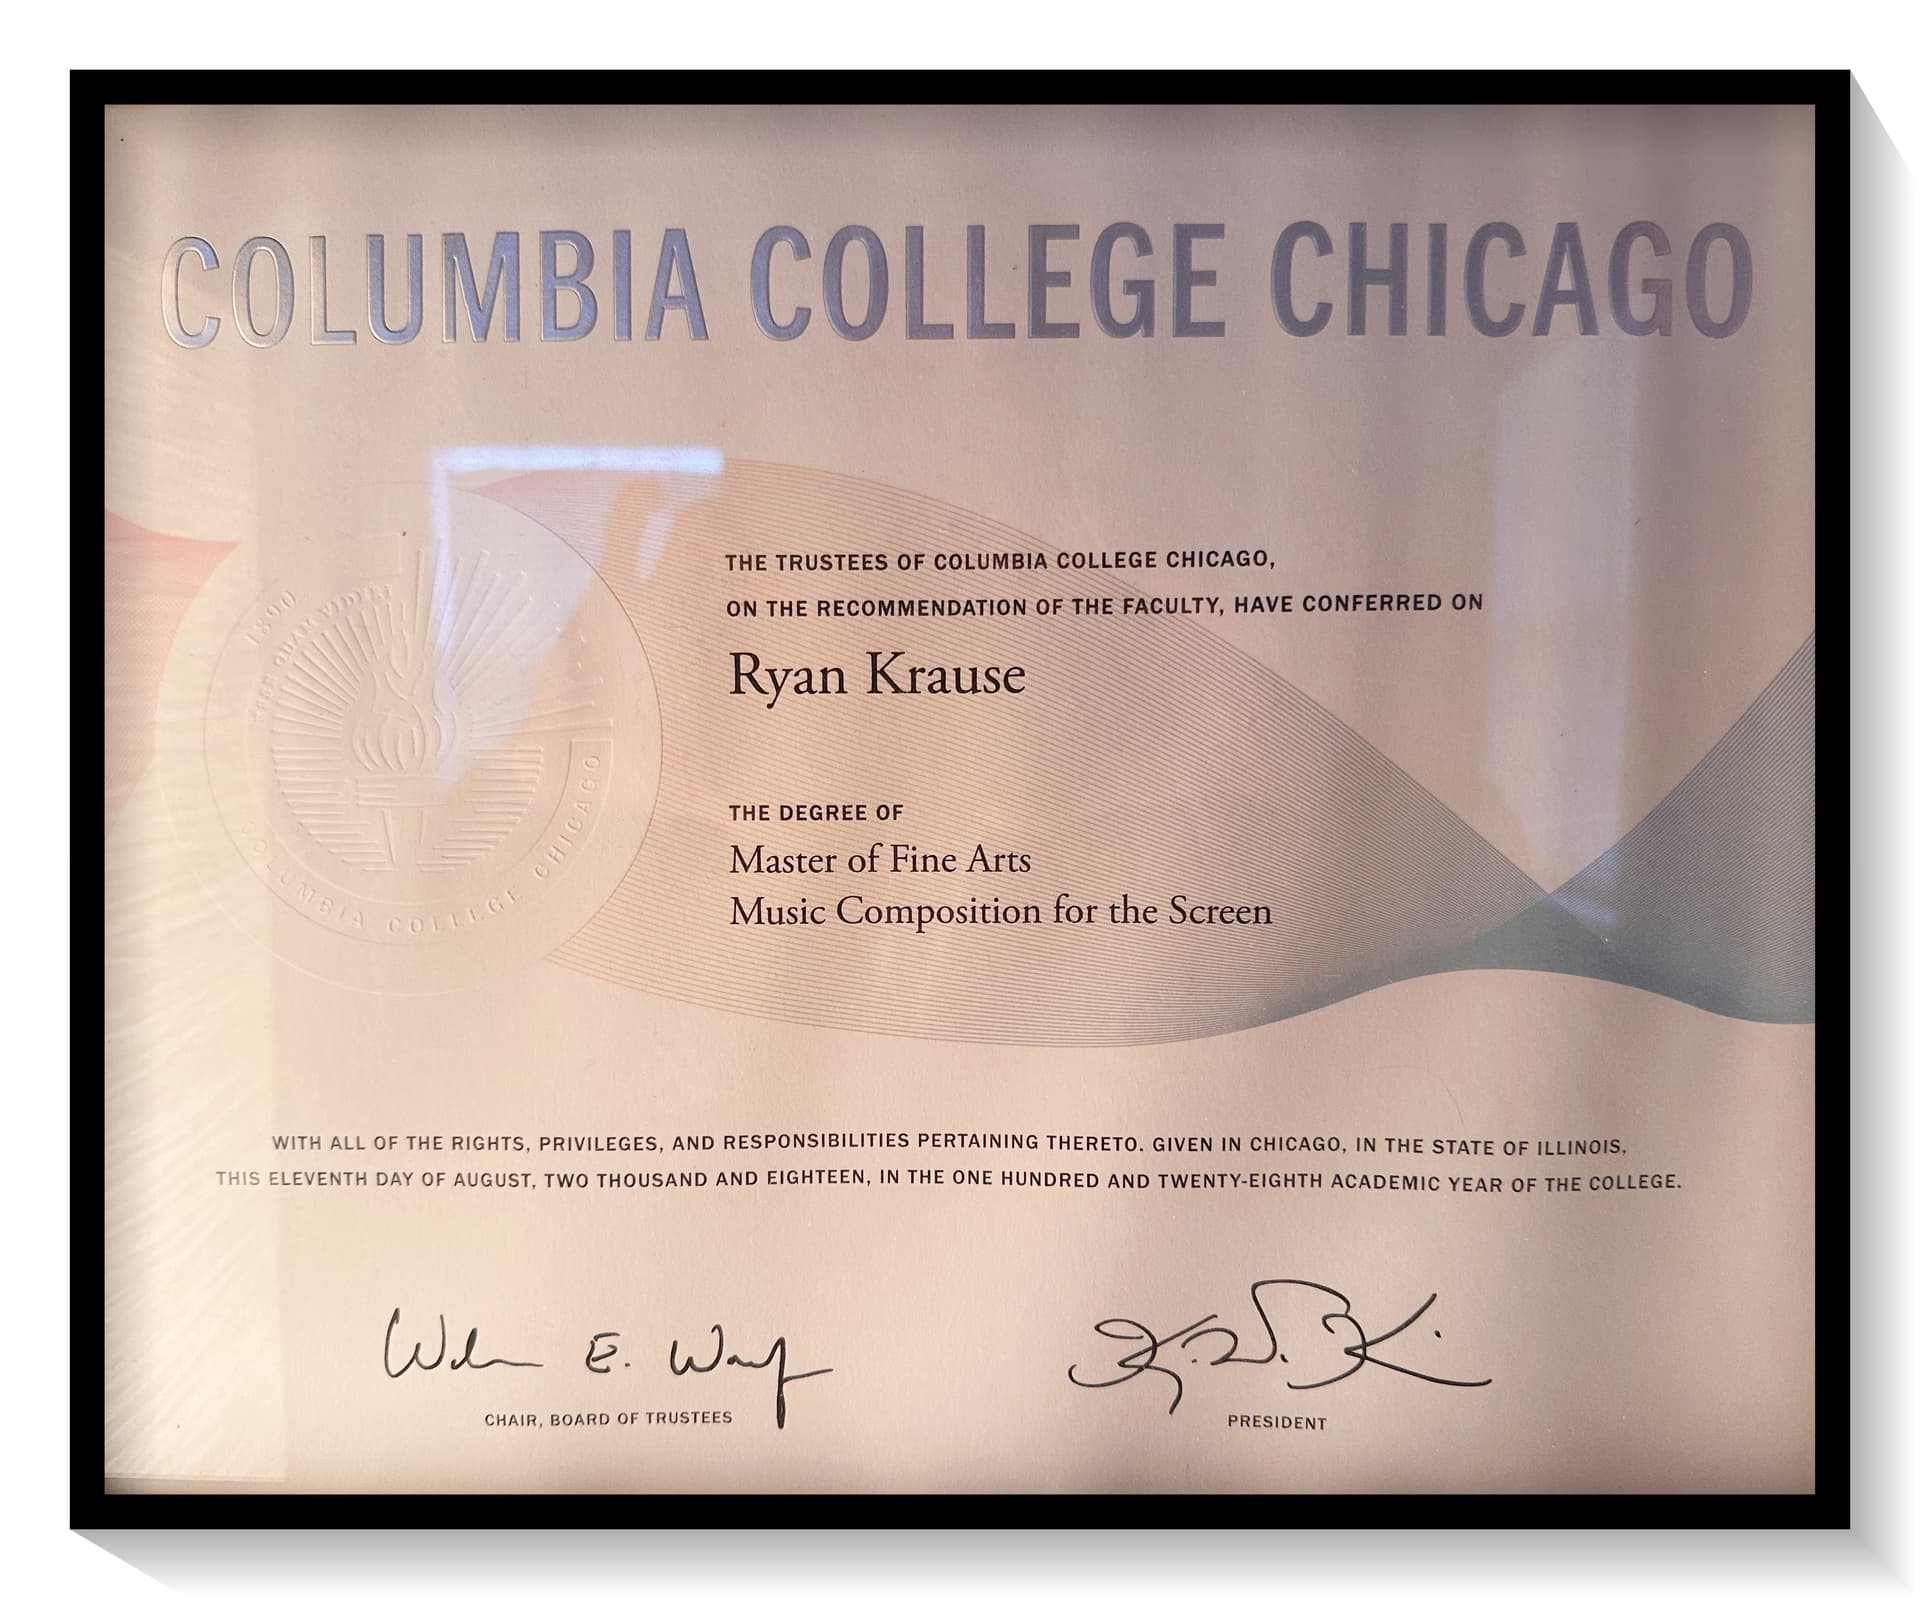 COLUMBIA COLLEGE CHICAGO
THE TRUSTEES OF COLUMBIA COLLEGE CHICAGO,
ON THE RECOMMENDATION OF THE FACULTY, HAVE CONFERRED ON
Ryan Krause
THE DEGREE OF
Master of Fine Arts
Music Composition for the Screen
1890
COLUMBIA COLLEGE CHICAGO
WITH ALL OF THE RIGHTS, PRIVILEGES, AND RESPONSIBILITIES PERTAINING THERETO. GIVEN IN CHICAGO, IN THE STATE OF ILLINOIS,
THIS ELEVENTH DAY OF AUGUST, TWO THOUSAND AND EIGHTEEN, IN THE ONE HUNDRED AND TWENTY-EIGHTH ACADEMIC YEAR OF THE COLLEGE.
CHAIR, BOARD OF TRUSTEES
PRESIDENT